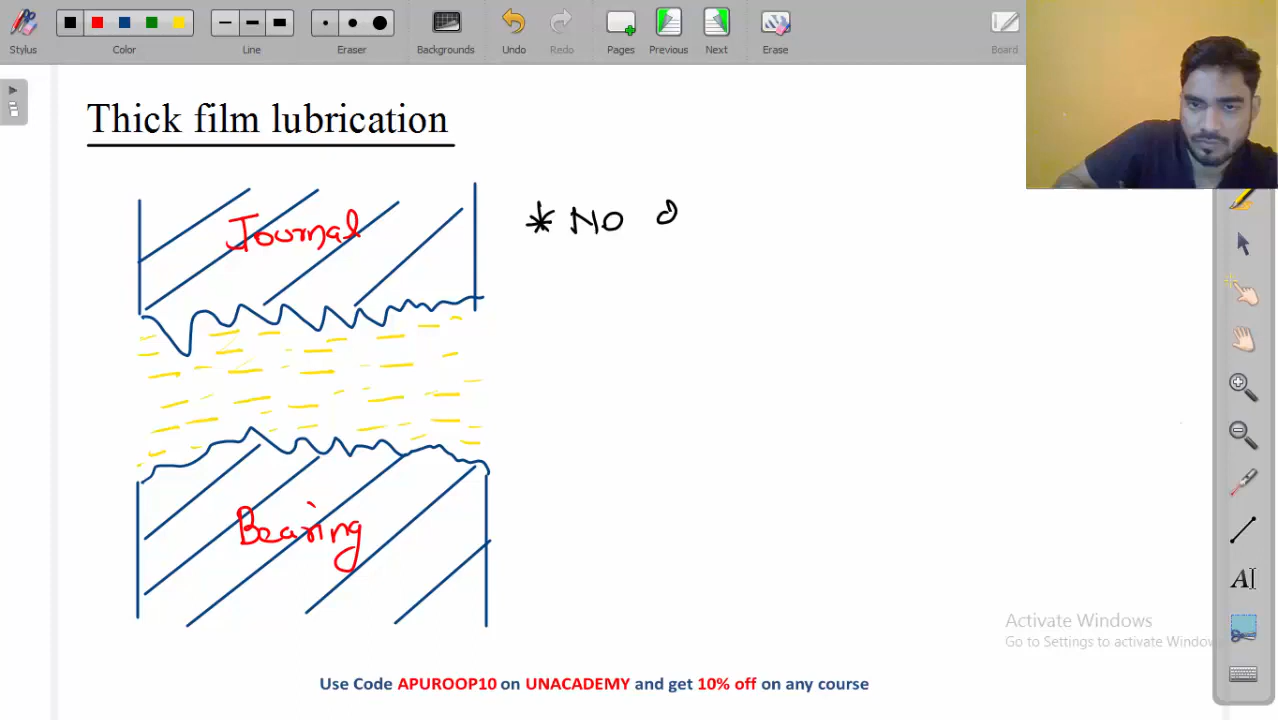 Stylus
Color
Line
Eraser
Backgrounds
Undo
Redo
Pages
Previous
Next
Erase
Board
Thick film lubrication
Journal
* No
Bearing
A
Activate Windows
Go to Settings to activate Windows
Use Code APUROOP10 on UNACADEMY and get 10% off on any course